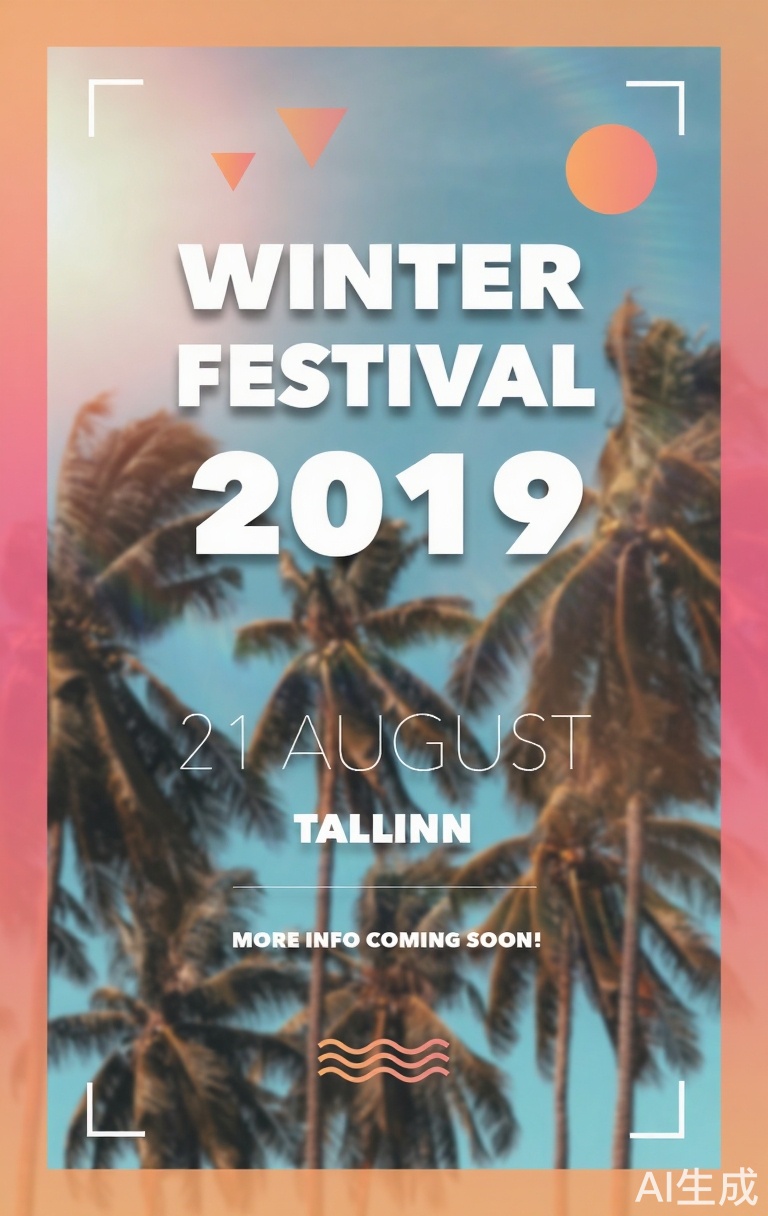 WINTER
FESTIVAL
2019
21 AUGUST
TALLINN
MORE INFO COMING SOON!
AI生成